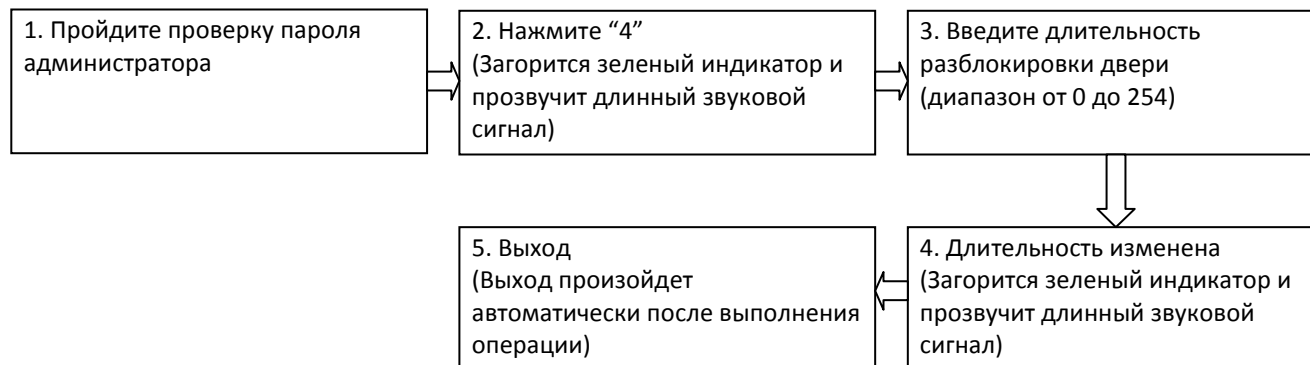 1. Пройдите проверку пароля
администратора
2. Нажмите “4”
(Загорится зеленый индикатор и
прозвучит длинный звуковой
сигнал)
3. Введите длительность
разблокировки двери
(диапазон от 0 до 254)
4. Длительность изменена
(Загорится зеленый индикатор и
прозвучит длинный звуковой
сигнал)
5. Выход
(Выход произойдет
автоматически после выполнения
операции)